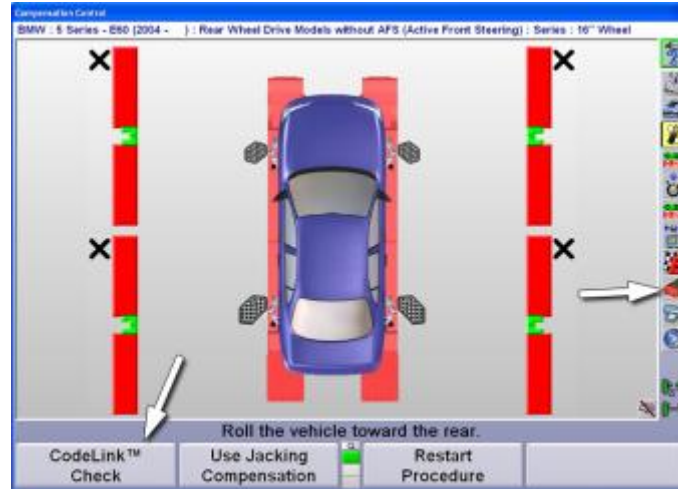 Compensation Control
BMW : 5 Series - E60 (2004 -     ) : Rear Wheel Drive Models without AFS (Active Front Steering) : Series : 16" Wheel
Roll the vehicle toward the rear.
CodeLink™
Check
Use Jacking
Compensation
Restart
Procedure